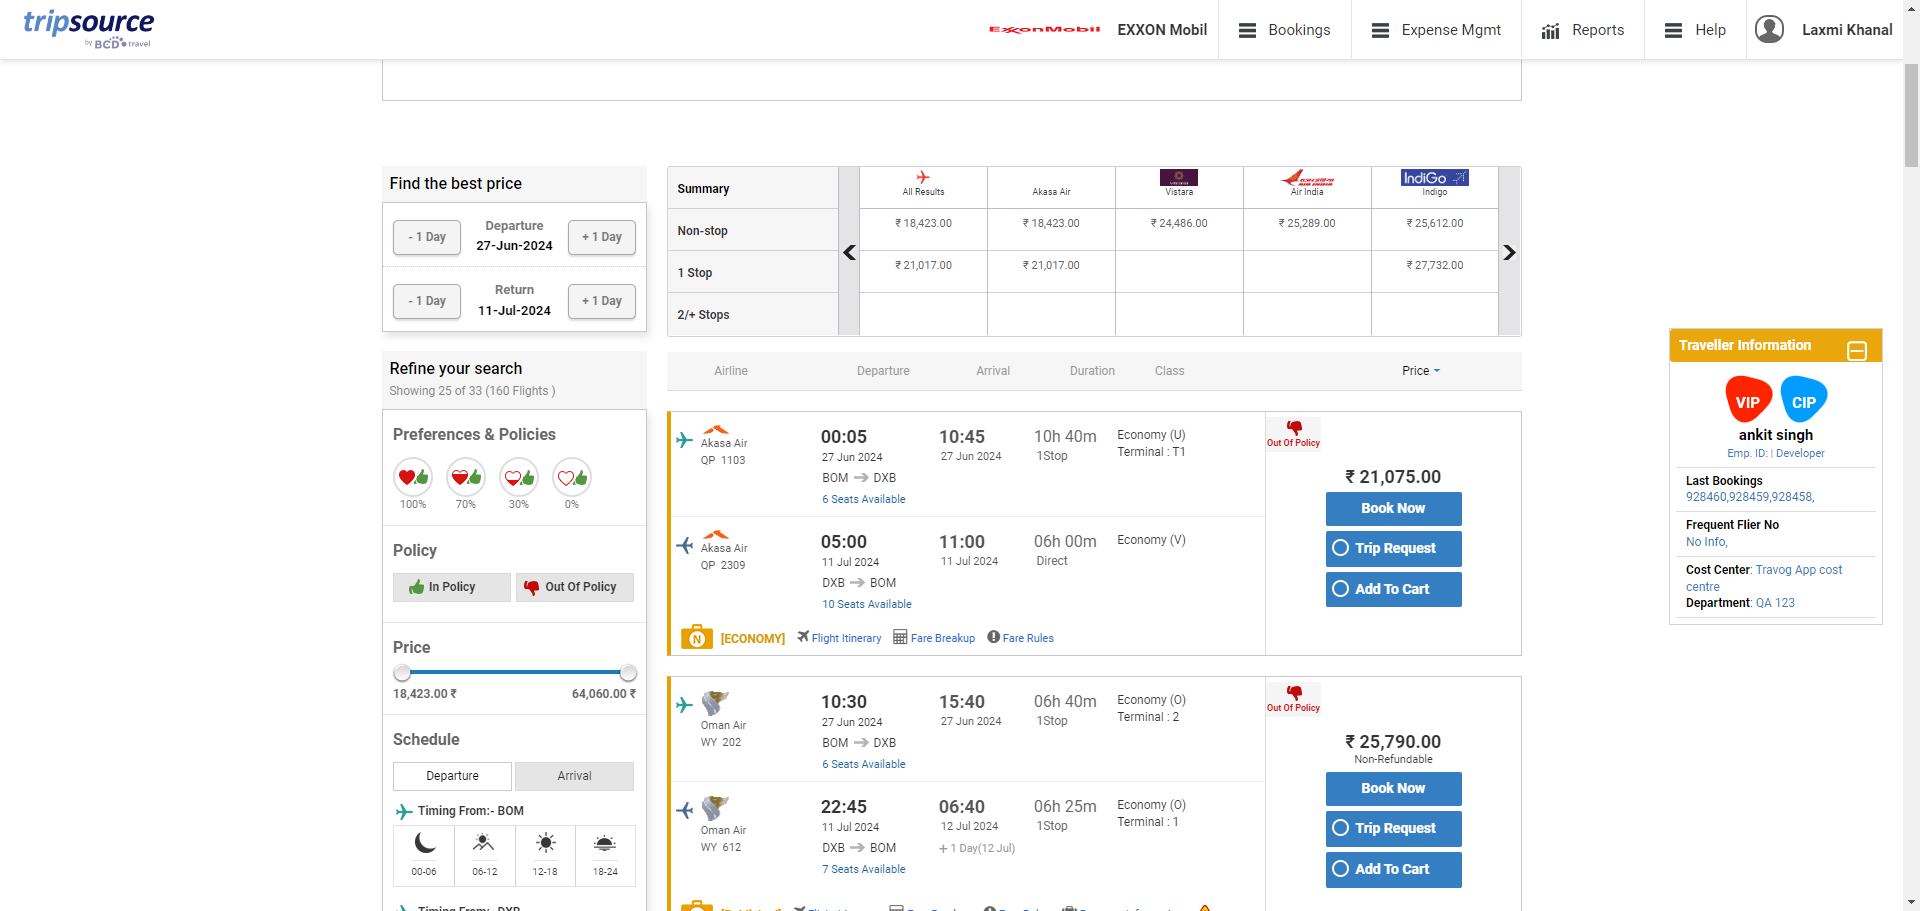 tripsource
by BCD travel
ExxonMobil
EXXON Mobil
Bookings
Expense Mgmt
Reports
Help
Laxmi Khanal
Find the best price
- 1 Day
Departure
27-Jun-2024
+ 1 Day
- 1 Day
Return
11-Jul-2024
+ 1 Day
Refine your search
Showing 25 of 33 (160 Flights )
Preferences & Policies
100% 70% 30% 0%
Policy
In Policy
Out Of Policy
Price
18,423.00 ₹ 64,060.00 ₹
Schedule
Departure
Arrival
Timing From:- BOM
00-06 06-12 12-18 18-24
Timing From:- DXB
Summary
All Results
Akasa Air
Vistara
AIR INDIA
Air India
IndiGo
Indigo
Non-stop ₹ 18,423.00 ₹ 18,423.00 ₹ 24,486.00 ₹ 25,289.00 ₹ 25,612.00
1 Stop ₹ 21,017.00 ₹ 21,017.00 ₹ 27,732.00
2/+ Stops
Airline Departure Arrival Duration Class Price
Akasa Air
QP 1103
00:05
27 Jun 2024
BOM DXB
6 Seats Available
10:45
27 Jun 2024
10h 40m
1Stop
Economy (U)
Terminal : T1
Akasa Air
QP 2309
05:00
11 Jul 2024
DXB BOM
10 Seats Available
11:00
11 Jul 2024
06h 00m
Direct
Economy (V)
N
[ECONOMY]
Flight Itinerary
Fare Breakup
Fare Rules
Out Of Policy
₹ 21,075.00
Book Now
Trip Request
Add To Cart
Oman Air
WY 202
10:30
27 Jun 2024
BOM DXB
6 Seats Available
15:40
27 Jun 2024
06h 40m
1Stop
Economy (O)
Terminal : 2
Oman Air
WY 612
22:45
11 Jul 2024
DXB BOM
7 Seats Available
06:40
12 Jul 2024
+ 1 Day(12 Jul)
06h 25m
1Stop
Economy (O)
Terminal : 1
Out Of Policy
₹ 25,790.00
Non-Refundable
Book Now
Trip Request
Add To Cart
Traveller Information
VIP
CIP
ankit singh
Emp. ID: | Developer
Last Bookings
928460,928459,928458,
Frequent Flier No
No Info,
Cost Center: Travog App cost
centre
Department: QA 123